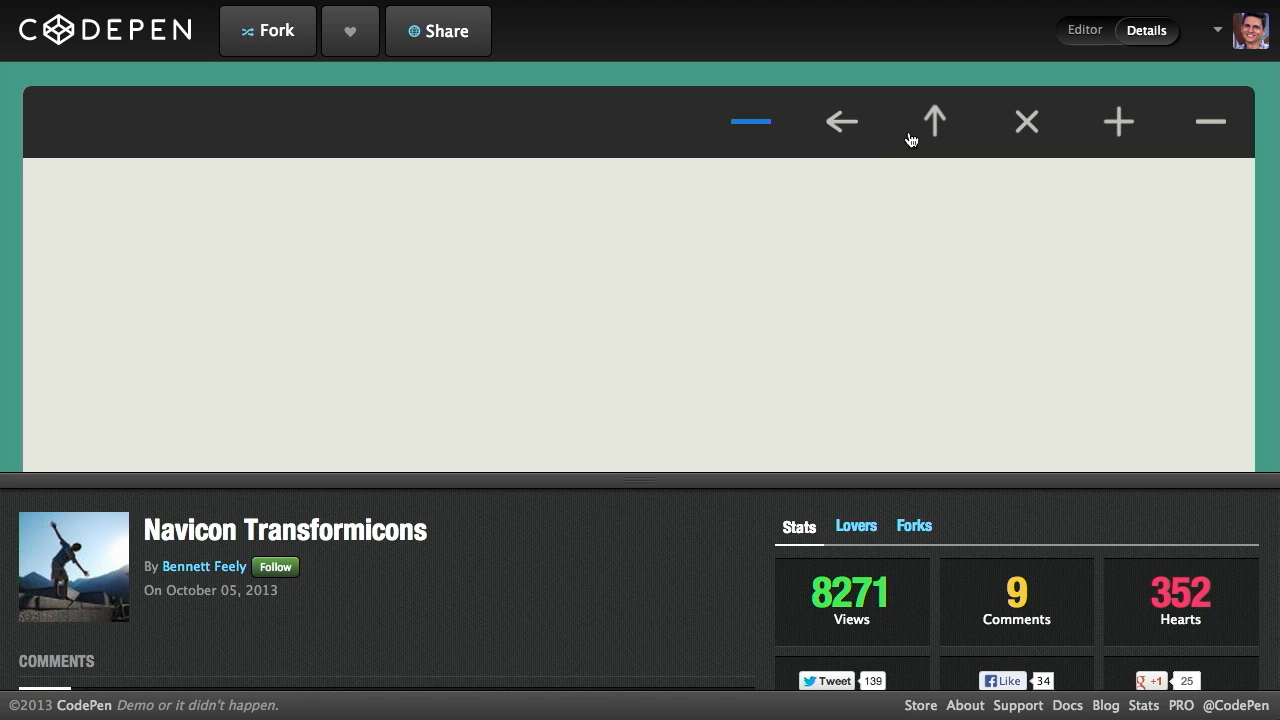 CODEPEN
Fork
Share
Editor
Details
Navicon Transformicons
By Bennett Feely Follow
On October 05, 2013
COMMENTS
Stats Lovers Forks
8271
Views
9
Comments
352
Hearts
Tweet 139
Like 34
g +1 25
©2013 CodePen Demo or it didn't happen.
Store About Support Docs Blog Stats PRO @CodePen